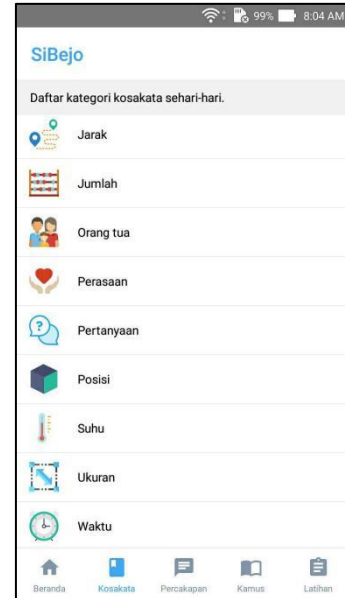 99% 8:04 AM
SiBejo
Daftar kategori kosakata sehari-hari.
Jarak
Jumlah
Orang tua
Perasaan
Pertanyaan
Posisi
Suhu
Ukuran
Waktu
Beranda Kosakata Percakapan Kamus Latihan